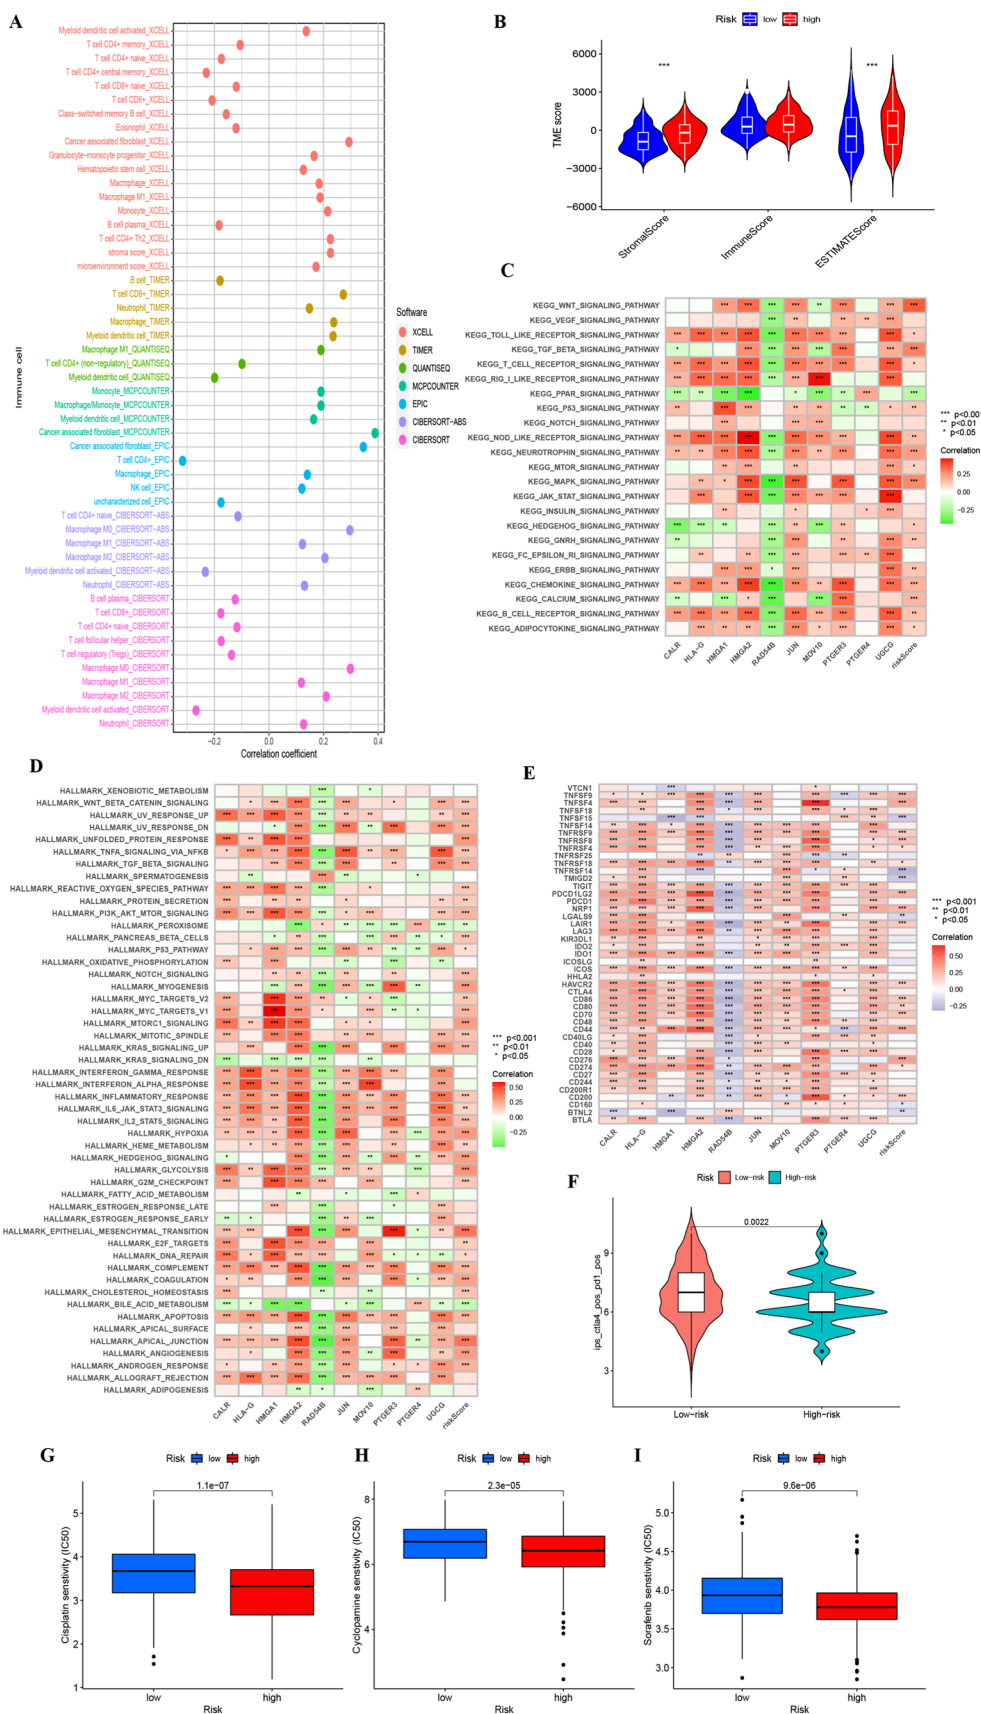 A
Myeloid dendritic cell activated_XCELL
T cell CD4+ memory_XCELL
T cell CD4+ naive_XCELL
T cell CD4+ central memory_XCELL
T cell CD8+ naive_XCELL
T cell CD8+_XCELL
Class-switched memory B cell_XCELL
Eosinophil_XCELL
Cancer associated fibroblast_XCELL
Granulocyte-monocyte progenitor_XCELL
Hematopoietic stem cell_XCELL
Macrophage_XCELL
Macrophage M1_XCELL
Monocyte_XCELL
B cell plasma_XCELL
T cell CD4+ Th2_XCELL
stroma score_XCELL
microenvironment score_XCELL
B cell_TIMER
T cell CD8+_TIMER
Neutrophil_TIMER
Macrophage_TIMER
Myeloid dendritic cell_TIMER
Macrophage M1_QUANTISEQ
T cell CD4+ (non-regulatory)_QUANTISEQ
Myeloid dendritic cell_QUANTISEQ
Monocyte_MCPCOUNTER
Macrophage/Monocyte_MCPCOUNTER
Myeloid dendritic cell_MCPCOUNTER
Cancer associated fibroblast_MCPCOUNTER
Cancer associated fibroblast_EPIC
T cell CD4+_EPIC
Macrophage_EPIC
NK cell_EPIC
uncharacterized cell_EPIC
T cell CD4+ naive_CIBERSORT-ABS
Macrophage M0_CIBERSORT-ABS
Macrophage M1_CIBERSORT-ABS
Macrophage M2_CIBERSORT-ABS
Myeloid dendritic cell activated_CIBERSORT-ABS
Neutrophil_CIBERSORT-ABS
B cell plasma_CIBERSORT
T cell CD8+_CIBERSORT
T cell CD4+ naive_CIBERSORT
T cell follicular helper_CIBERSORT
T cell regulatory (Tregs)_CIBERSORT
Macrophage M0_CIBERSORT
Macrophage M1_CIBERSORT
Macrophage M2_CIBERSORT
Myeloid dendritic cell activated_CIBERSORT
Neutrophil_CIBERSORT
Immune cell
−0.2 0.0 0.2 0.4
Correlation coefficient
Software
XCELL
TIMER
QUANTISEQ
MCPCOUNTER
EPIC
CIBERSORT-ABS
CIBERSORT
B
Risk low high
TME score
6000
3000
0
−3000
−6000
*** ***
StromalScore ImmuneScore ESTIMATEScore
C
KEGG_WNT_SIGNALING_PATHWAY
KEGG_VEGF_SIGNALING_PATHWAY
KEGG_TOLL_LIKE_RECEPTOR_SIGNALING_PATHWAY
KEGG_TGF_BETA_SIGNALING_PATHWAY
KEGG_T_CELL_RECEPTOR_SIGNALING_PATHWAY
KEGG_RIG_I_LIKE_RECEPTOR_SIGNALING_PATHWAY
KEGG_PPAR_SIGNALING_PATHWAY
KEGG_P53_SIGNALING_PATHWAY
KEGG_NOTCH_SIGNALING_PATHWAY
KEGG_NOD_LIKE_RECEPTOR_SIGNALING_PATHWAY
KEGG_NEUROTROPHIN_SIGNALING_PATHWAY
KEGG_MTOR_SIGNALING_PATHWAY
KEGG_MAPK_SIGNALING_PATHWAY
KEGG_JAK_STAT_SIGNALING_PATHWAY
KEGG_INSULIN_SIGNALING_PATHWAY
KEGG_HEDGEHOG_SIGNALING_PATHWAY
KEGG_GNRH_SIGNALING_PATHWAY
KEGG_FC_EPSILON_RI_SIGNALING_PATHWAY
KEGG_ERBB_SIGNALING_PATHWAY
KEGG_CHEMOKINE_SIGNALING_PATHWAY
KEGG_CALCIUM_SIGNALING_PATHWAY
KEGG_B_CELL_RECEPTOR_SIGNALING_PATHWAY
KEGG_ADIPOCYTOKINE_SIGNALING_PATHWAY
CALR HLA-G HMGA1 HMGA2 RAD54B JUN MOV10 PTGER3 PTGER4 UGCG riskScore
*** p<0.00
** p<0.01
* p<0.05
Correlation
0.50
0.25
0.00
−0.25
D
HALLMARK_XENOBIOTIC_METABOLISM
HALLMARK_WNT_BETA_CATENIN_SIGNALING
HALLMARK_UV_RESPONSE_UP
HALLMARK_UV_RESPONSE_DN
HALLMARK_UNFOLDED_PROTEIN_RESPONSE
HALLMARK_TNFA_SIGNALING_VIA_NFKB
HALLMARK_TGF_BETA_SIGNALING
HALLMARK_SPERMATOGENESIS
HALLMARK_REACTIVE_OXYGEN_SPECIES_PATHWAY
HALLMARK_PROTEIN_SECRETION
HALLMARK_PI3K_AKT_MTOR_SIGNALING
HALLMARK_PEROXISOME
HALLMARK_PANCREAS_BETA_CELLS
HALLMARK_P53_PATHWAY
HALLMARK_OXIDATIVE_PHOSPHORYLATION
HALLMARK_NOTCH_SIGNALING
HALLMARK_MYOGENESIS
HALLMARK_MYC_TARGETS_V2
HALLMARK_MYC_TARGETS_V1
HALLMARK_MTORC1_SIGNALING
HALLMARK_MITOTIC_SPINDLE
HALLMARK_KRAS_SIGNALING_UP
HALLMARK_KRAS_SIGNALING_DN
HALLMARK_INTERFERON_GAMMA_RESPONSE
HALLMARK_INTERFERON_ALPHA_RESPONSE
HALLMARK_INFLAMMATORY_RESPONSE
HALLMARK_IL6_JAK_STAT3_SIGNALING
HALLMARK_IL2_STAT5_SIGNALING
HALLMARK_HYPOXIA
HALLMARK_HEME_METABOLISM
HALLMARK_HEDGEHOG_SIGNALING
HALLMARK_GLYCOLYSIS
HALLMARK_G2M_CHECKPOINT
HALLMARK_FATTY_ACID_METABOLISM
HALLMARK_ESTROGEN_RESPONSE_LATE
HALLMARK_ESTROGEN_RESPONSE_EARLY
HALLMARK_EPITHELIAL_MESENCHYMAL_TRANSITION
HALLMARK_E2F_TARGETS
HALLMARK_DNA_REPAIR
HALLMARK_COMPLEMENT
HALLMARK_COAGULATION
HALLMARK_CHOLESTEROL_HOMEOSTASIS
HALLMARK_BILE_ACID_METABOLISM
HALLMARK_APOPTOSIS
HALLMARK_APICAL_SURFACE
HALLMARK_APICAL_JUNCTION
HALLMARK_ANGIOGENESIS
HALLMARK_ANDROGEN_RESPONSE
HALLMARK_ALLOGRAFT_REJECTION
HALLMARK_ADIPOGENESIS
CALR HLA-G HMGA1 HMGA2 RAD54B JUN MOV10 PTGER3 PTGER4 UGCG riskScore
*** p<0.001
** p<0.01
* p<0.05
Correlation
0.50
0.25
0.00
−0.25
E
VTCN1
TNFSF9
TNFSF4
TNFSF18
TNFSF15
TNFSF14
TNFRSF9
TNFRSF8
TNFRSF4
TNFRSF25
TNFRSF18
TNFRSF14
TMIGD2
TIGIT
PDCD1LG2
PDCD1
NRP1
LGALS9
LAIR1
LAG3
KIR3DL1
IDO2
IDO1
ICOSLG
ICOS
HHLA2
HAVCR2
CTLA4
CD86
CD80
CD70
CD48
CD44
CD40LG
CD40
CD28
CD276
CD274
CD27
CD244
CD200R1
CD200
CD160
BTNL2
BTLA
CALR HLA-G HMGA1 HMGA2 RAD54B JUN MOV10 PTGER3 PTGER4 UGCG riskScore
*** p<0.001
** p<0.01
* p<0.05
Correlation
0.50
0.25
0.00
−0.25
F
Risk Low-risk High-risk
0.0022
ips_ctla4_pos_pd1_pos
9
6
3
Low-risk High-risk
G
Risk low high
1.1e-07
Cisplatin senstivity (IC50)
5
4
3
2
1
low high
Risk
H
Risk low high
2.3e-05
Cyclopamine senstivity (IC50)
8
6
4
low high
Risk
I
Risk low high
9.6e-06
Sorafenib senstivity (IC50)
5.0
4.5
4.0
3.5
3.0
low high
Risk